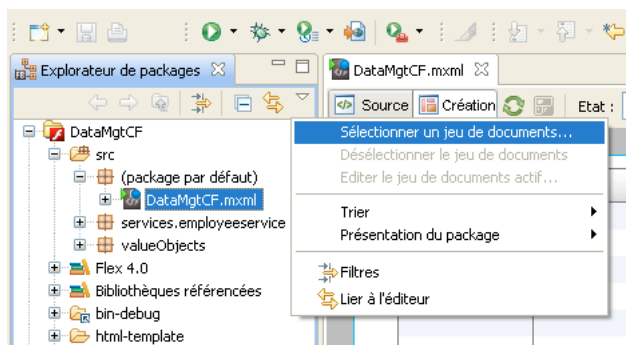 Explorateur de packages
DataMgtCF.mxml
Source
Création
Etat :
DataMgtCF
src
(package par défaut)
DataMgtCF.mxml
services.employeeservice
valueObjects
Flex 4.0
Bibliothèques référencées
bin-debug
html-template
Sélectionner un jeu de documents...
Désélectionner le jeu de documents
Editer le jeu de documents actif...
Trier
Présentation du package
Filtres
Lier à l'éditeur